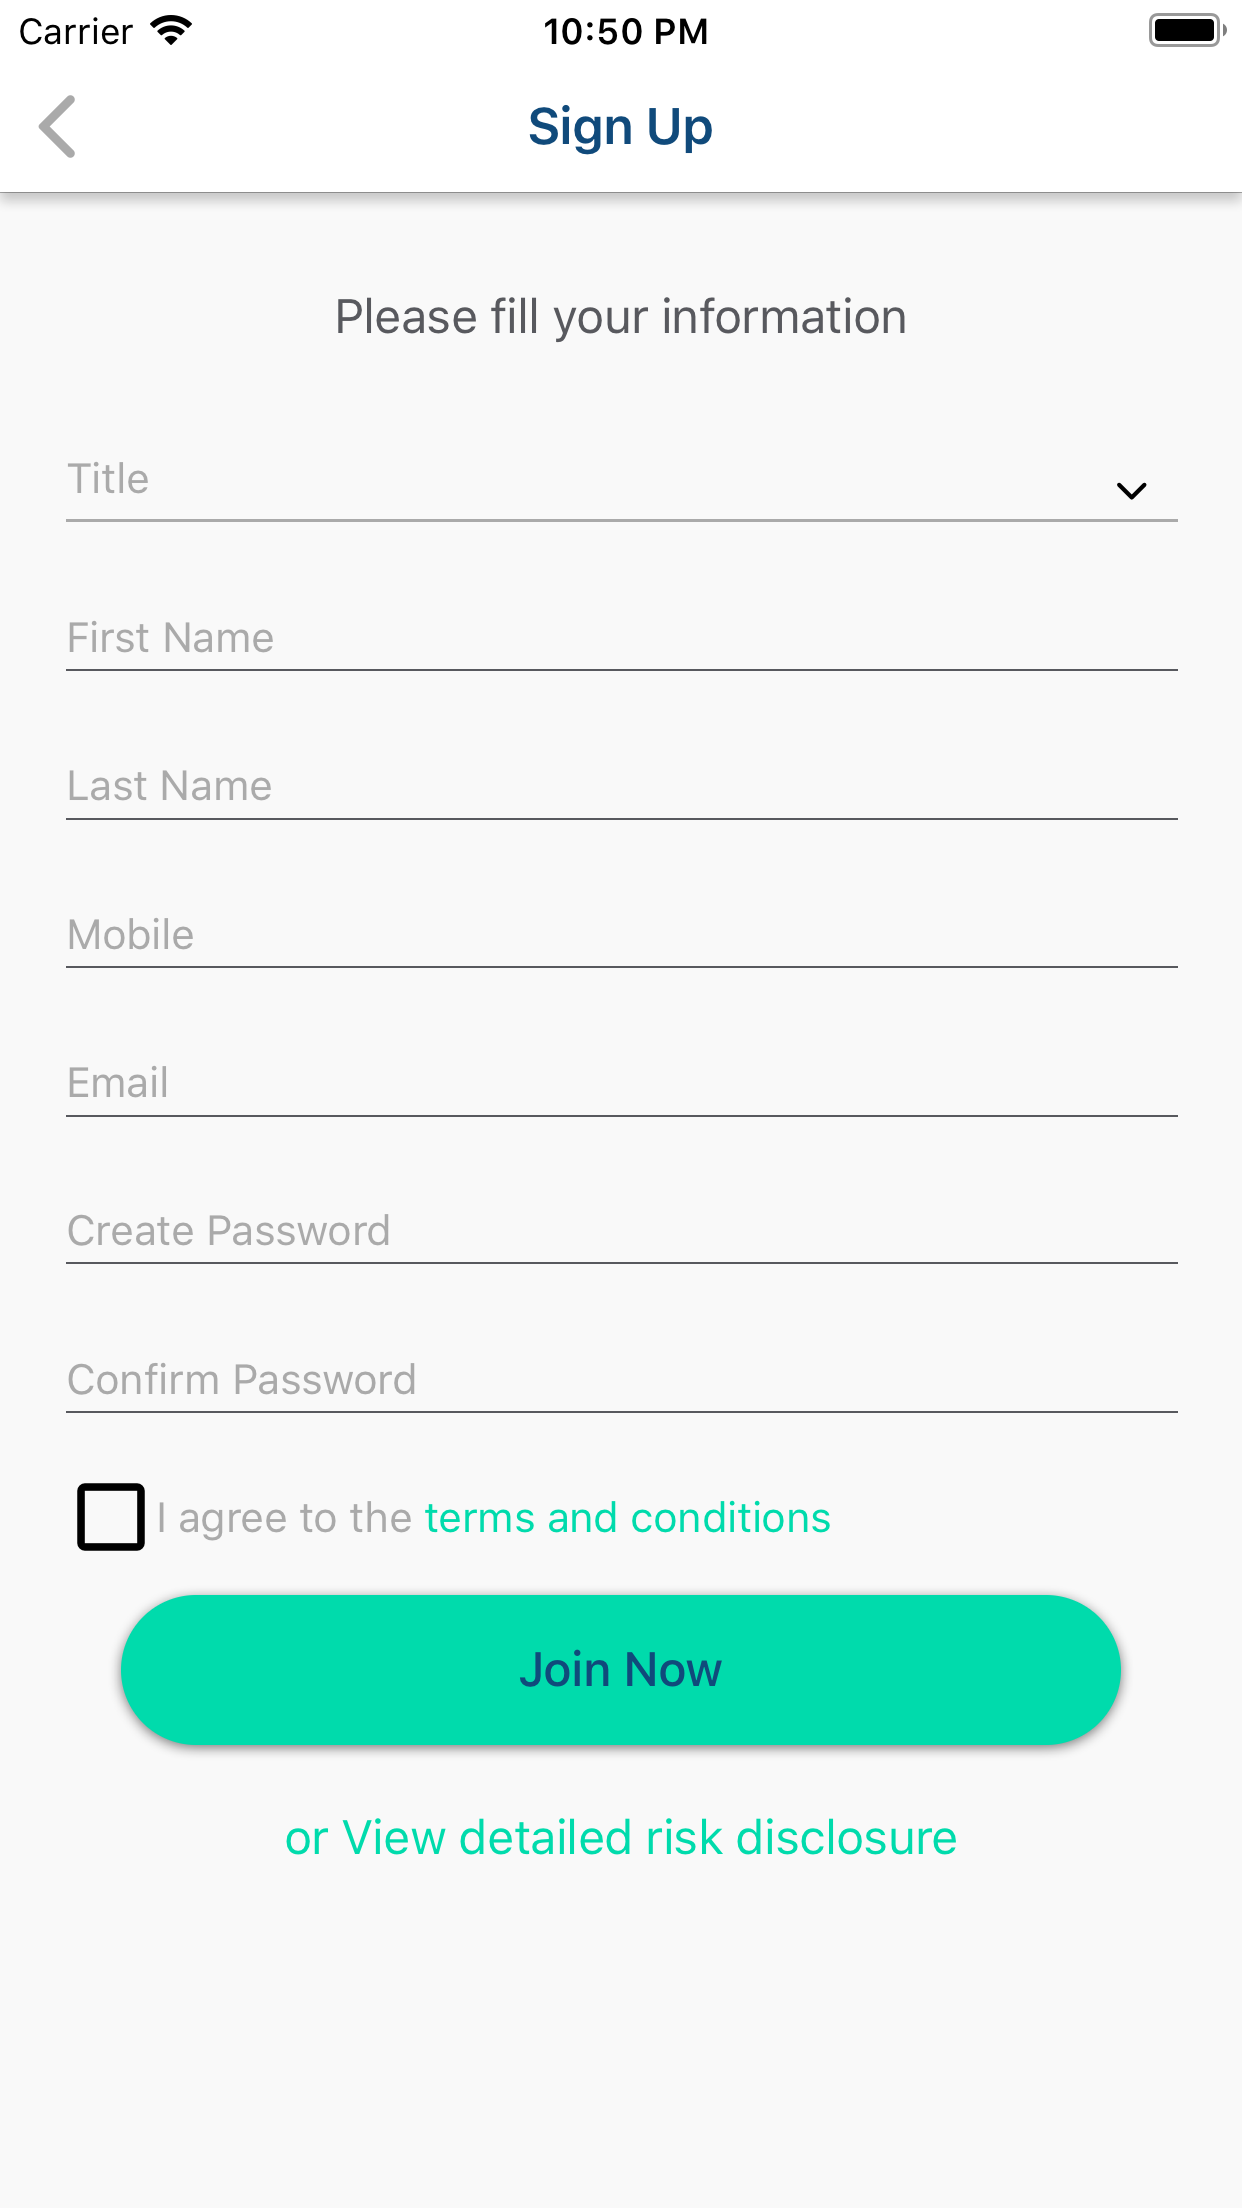 Carrier 10:50 PM
Sign Up
Please fill your information
Title
First Name
Last Name
Mobile
Email
Create Password
Confirm Password
I agree to the terms and conditions
Join Now
or View detailed risk disclosure